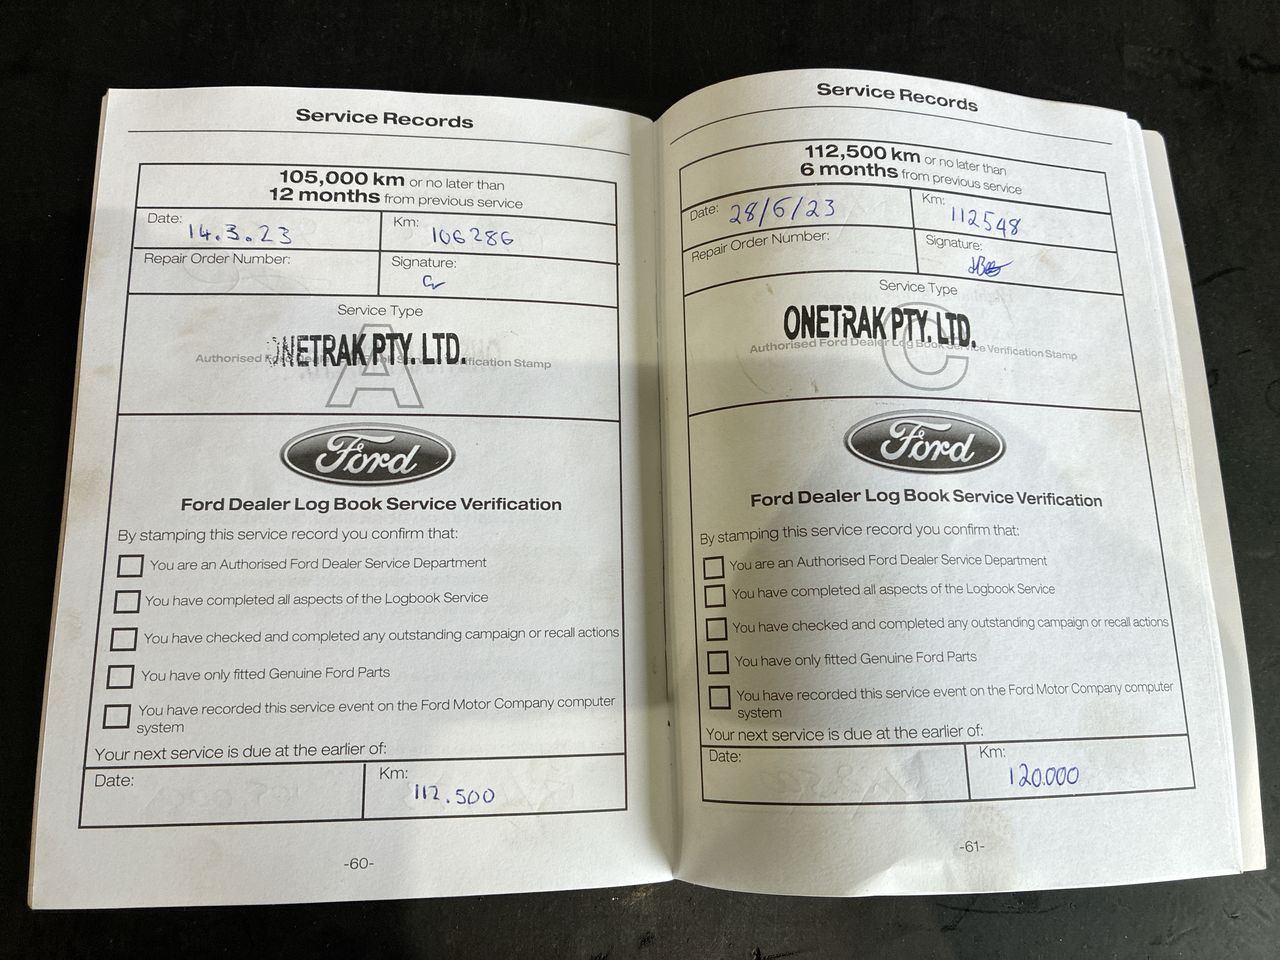 Service Records
105,000 km or no later than
12 months from previous service
Date: 14.3.23
Km: 106286
Repair Order Number:
Signature:
Service Type
ONETRAK PTY. LTD.
A
Ford
Ford Dealer Log Book Service Verification
By stamping this service record you confirm that:
You are an Authorised Ford Dealer Service Department
You have completed all aspects of the Logbook Service
You have checked and completed any outstanding campaign or recall actions
You have only fitted Genuine Ford Parts
You have recorded this service event on the Ford Motor Company computer
system
Your next service is due at the earlier of:
Date:
Km: 112.500
-60-
Service Records
112,500 km or no later than
6 months from previous service
Date: 28/6/23
Km: 112548
Repair Order Number:
Signature:
Service Type
ONETRAK PTY. LTD.
Authorised Ford Dealer Log Book Service Verification Stamp
C
Ford
Ford Dealer Log Book Service Verification
By stamping this service record you confirm that:
You are an Authorised Ford Dealer Service Department
You have completed all aspects of the Logbook Service
You have checked and completed any outstanding campaign or recall actions
You have only fitted Genuine Ford Parts
You have recorded this service event on the Ford Motor Company computer
system
Your next service is due at the earlier of:
Date:
Km: 120.000
-61-